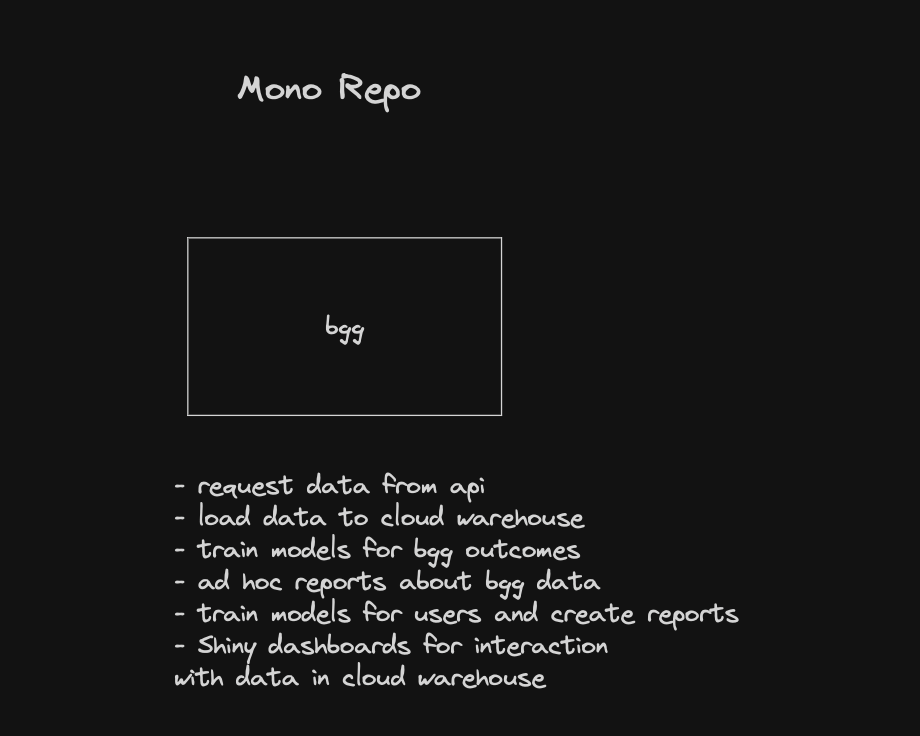 Mono Repo
bgg
- request data from api
- load data to cloud warehouse
- train models for bgg outcomes
- ad hoc reports about bgg data
- train models for users and create reports
- Shiny dashboards for interaction
with data in cloud warehouse